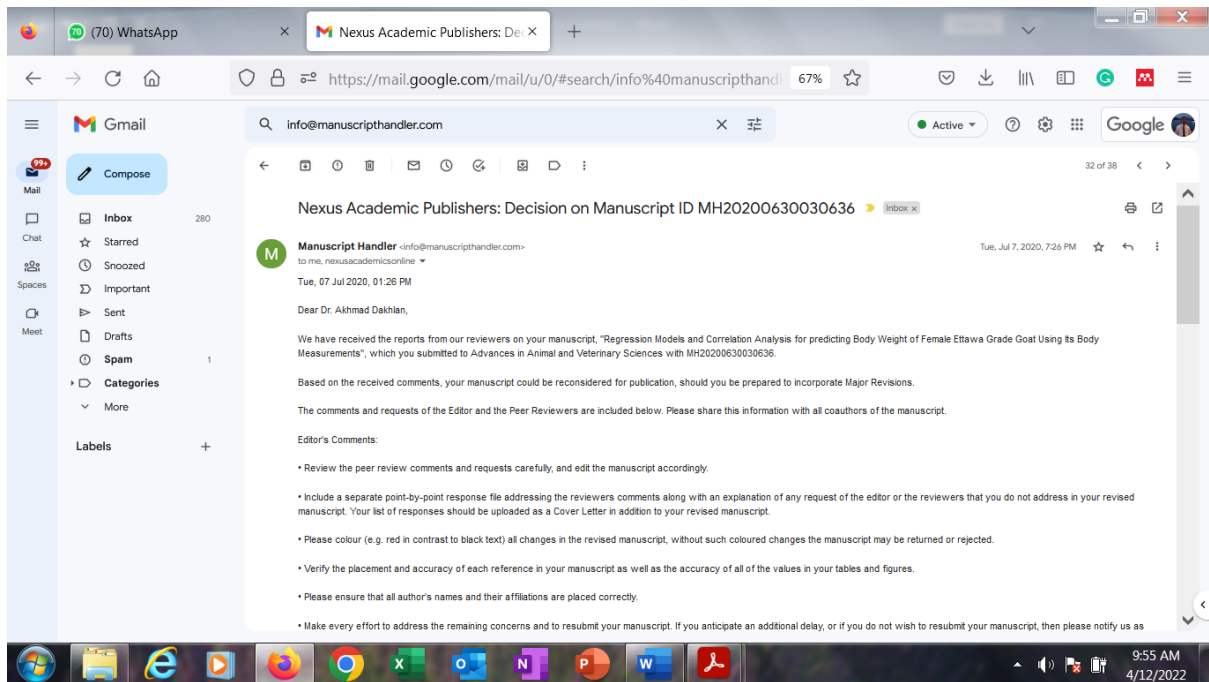 (70) WhatsApp
Nexus Academic Publishers: Dec
https://mail.google.com/mail/u/0/#search/info%40manuscripthandl
67%
Gmail
info@manuscripthandler.com
Active
Google
99+
Mail
Compose
32 of 38
Chat
Spaces
Meet
Inbox 280
Starred
Snoozed
Important
Sent
Drafts
Spam 1
Categories
More
Labels
Nexus Academic Publishers: Decision on Manuscript ID MH20200630030636
Inbox x
M
Manuscript Handler <info@manuscripthandler.com>
Tue, Jul 7, 2020, 7:26 PM
to me, nexusacademicsonline
Tue, 07 Jul 2020, 01:26 PM
Dear Dr. Akhmad Dakhlan,
We have received the reports from our reviewers on your manuscript, "Regression Models and Correlation Analysis for predicting Body Weight of Female Ettawa Grade Goat Using Its Body
Measurements", which you submitted to Advances in Animal and Veterinary Sciences with MH20200630030636.
Based on the received comments, your manuscript could be reconsidered for publication, should you be prepared to incorporate Major Revisions.
The comments and requests of the Editor and the Peer Reviewers are included below. Please share this information with all coauthors of the manuscript.
Editor's Comments:
• Review the peer review comments and requests carefully, and edit the manuscript accordingly.
• Include a separate point-by-point response file addressing the reviewers comments along with an explanation of any request of the editor or the reviewers that you do not address in your revised
manuscript. Your list of responses should be uploaded as a Cover Letter in addition to your revised manuscript.
• Please colour (e.g. red in contrast to black text) all changes in the revised manuscript, without such coloured changes the manuscript may be returned or rejected.
• Verify the placement and accuracy of each reference in your manuscript as well as the accuracy of all of the values in your tables and figures.
• Please ensure that all author's names and their affiliations are placed correctly.
• Make every effort to address the remaining concerns and to resubmit your manuscript. If you anticipate an additional delay, or if you do not wish to resubmit your manuscript, then please notify us as
9:55 AM
4/12/2022